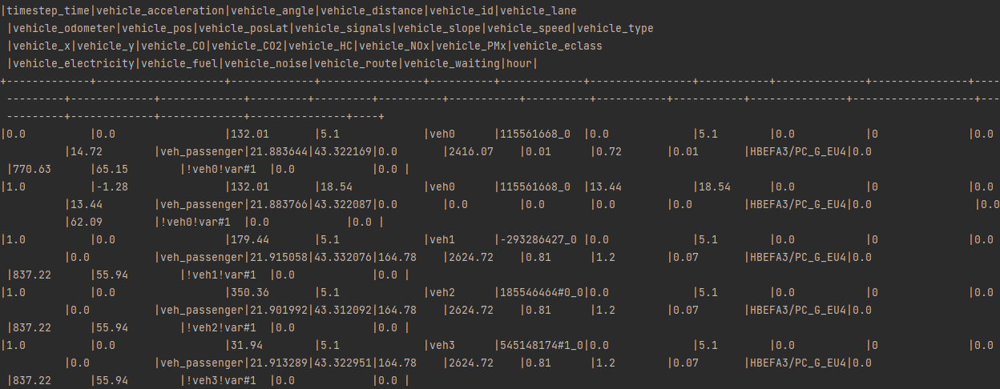 |timestep_time|vehicle_acceleration|vehicle_angle|vehicle_distance|vehicle_id|vehicle_lane
|vehicle_odometer|vehicle_pos|vehicle_posLat|vehicle_signals|vehicle_slope|vehicle_speed|vehicle_type
|vehicle_x|vehicle_y|vehicle_CO|vehicle_CO2|vehicle_HC|vehicle_NOx|vehicle_PMx|vehicle_eclass
|vehicle_electricity|vehicle_fuel|vehicle_noise|vehicle_route|vehicle_waiting|hour|
+-------------+--------------------+-------------+----------------+----------+-------------+----------------+-----------+--------------+---------------+----
---------+-------------+-------------+---------+---------+----------+-----------+----------+-----------+-----------+---------------+-------------------+---
---------+-------------+-------------+---------------+----+
|0.0 |0.0 |132.01 |5.1 |veh0 |115561668_0 |0.0 |5.1 |0.0 |0 |0.0
|14.72 |veh_passenger|21.883644|43.322169|0.0 |2416.07 |0.01 |0.72 |0.01 |HBEFA3/PC_G_EU4|0.0
|770.63 |65.15 |!veh0!var#1 |0.0 |0.0 |
|1.0 |-1.28 |132.01 |18.54 |veh0 |115561668_0 |13.44 |18.54 |0.0 |0 |0.0
|13.44 |veh_passenger|21.883766|43.322087|0.0 |0.0 |0.0 |0.0 |0.0 |HBEFA3/PC_G_EU4|0.0 |0.0
|62.09 |!veh0!var#1 |0.0 |0.0 |
|1.0 |0.0 |179.44 |5.1 |veh1 |-293286427_0 |0.0 |5.1 |0.0 |0 |0.0
|0.0 |veh_passenger|21.915058|43.332076|164.78 |2624.72 |0.81 |1.2 |0.07 |HBEFA3/PC_G_EU4|0.0
|837.22 |55.94 |!veh1!var#1 |0.0 |0.0 |
|1.0 |0.0 |350.36 |5.1 |veh2 |185546464#0_0|0.0 |5.1 |0.0 |0 |0.0
|0.0 |veh_passenger|21.901992|43.312092|164.78 |2624.72 |0.81 |1.2 |0.07 |HBEFA3/PC_G_EU4|0.0
|837.22 |55.94 |!veh2!var#1 |0.0 |0.0 |
|1.0 |0.0 |31.94 |5.1 |veh3 |545148174#1_0|0.0 |5.1 |0.0 |0 |0.0
|0.0 |veh_passenger|21.913289|43.322951|164.78 |2624.72 |0.81 |1.2 |0.07 |HBEFA3/PC_G_EU4|0.0
|837.22 |55.94 |!veh3!var#1 |0.0 |0.0 |